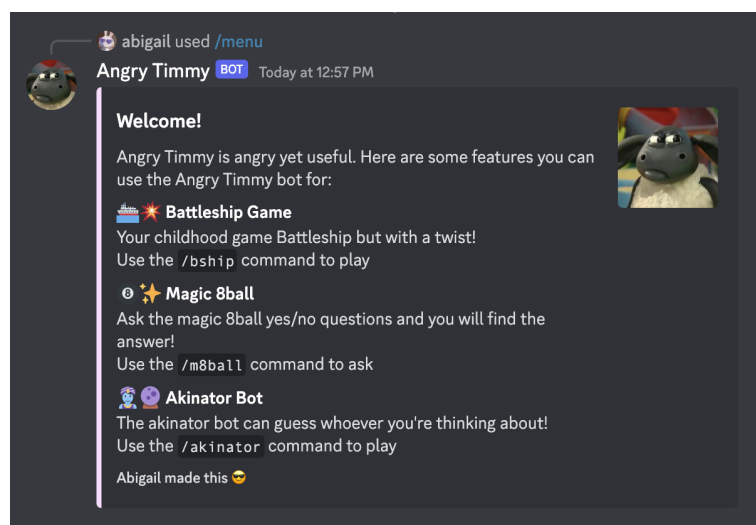 abigail used /menu
Angry Timmy BOT Today at 12:57 PM
Welcome!
Angry Timmy is angry yet useful. Here are some features you can
use the Angry Timmy bot for:
Battleship Game
Your childhood game Battleship but with a twist!
Use the /bship command to play
8 Magic 8ball
Ask the magic 8ball yes/no questions and you will find the
answer!
Use the /m8ball command to ask
Akinator Bot
The akinator bot can guess whoever you're thinking about!
Use the /akinator command to play
Abigail made this 😎